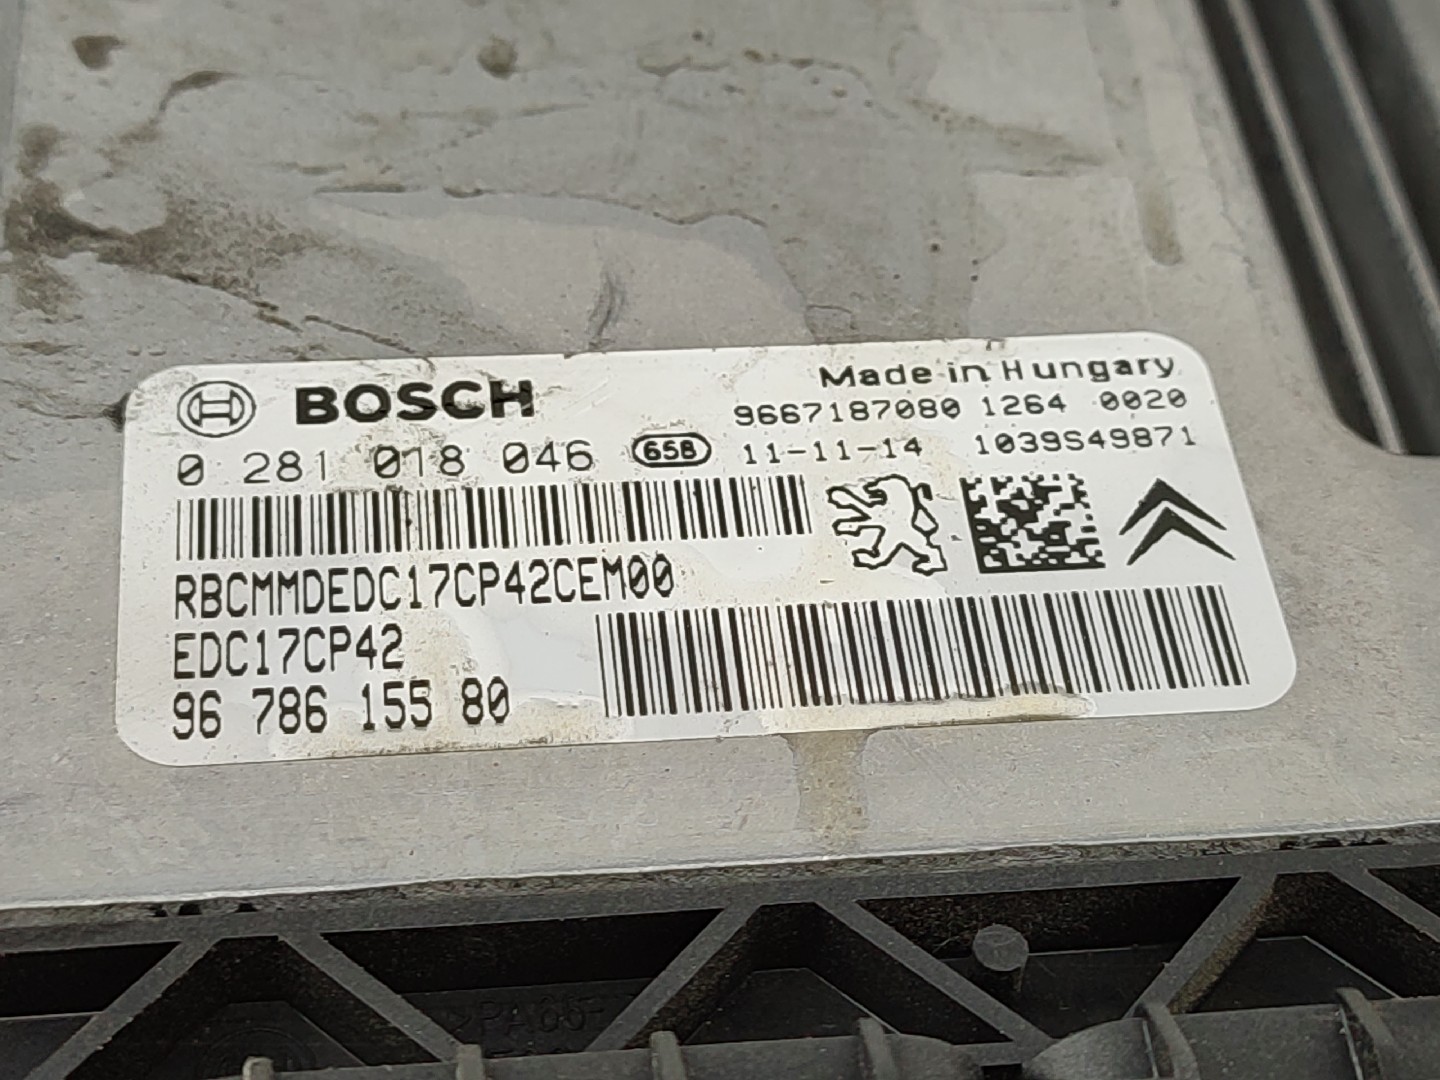 BOSCH
Made in Hungary
9667187080 1264 0020
0 281 018 046 65B 11-11-14 1039S49871
RBCMMDEDC17CP42CEM00
EDC17CP42
96 786 155 80
>PA66-